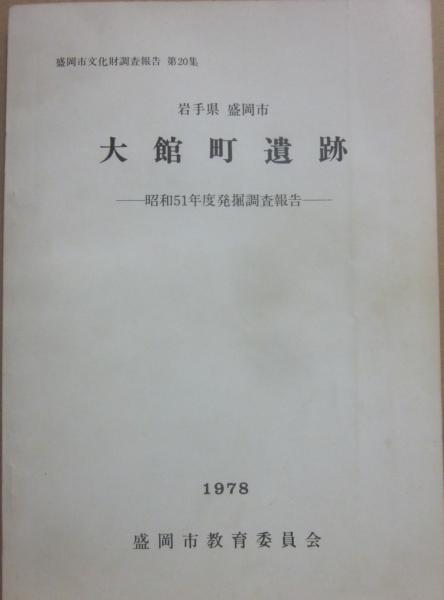 盛岡市文化財調査報告 第20集
岩手県 盛岡市
大館町遺跡
――昭和51年度発掘調査報告――
1978
盛岡市教育委員会